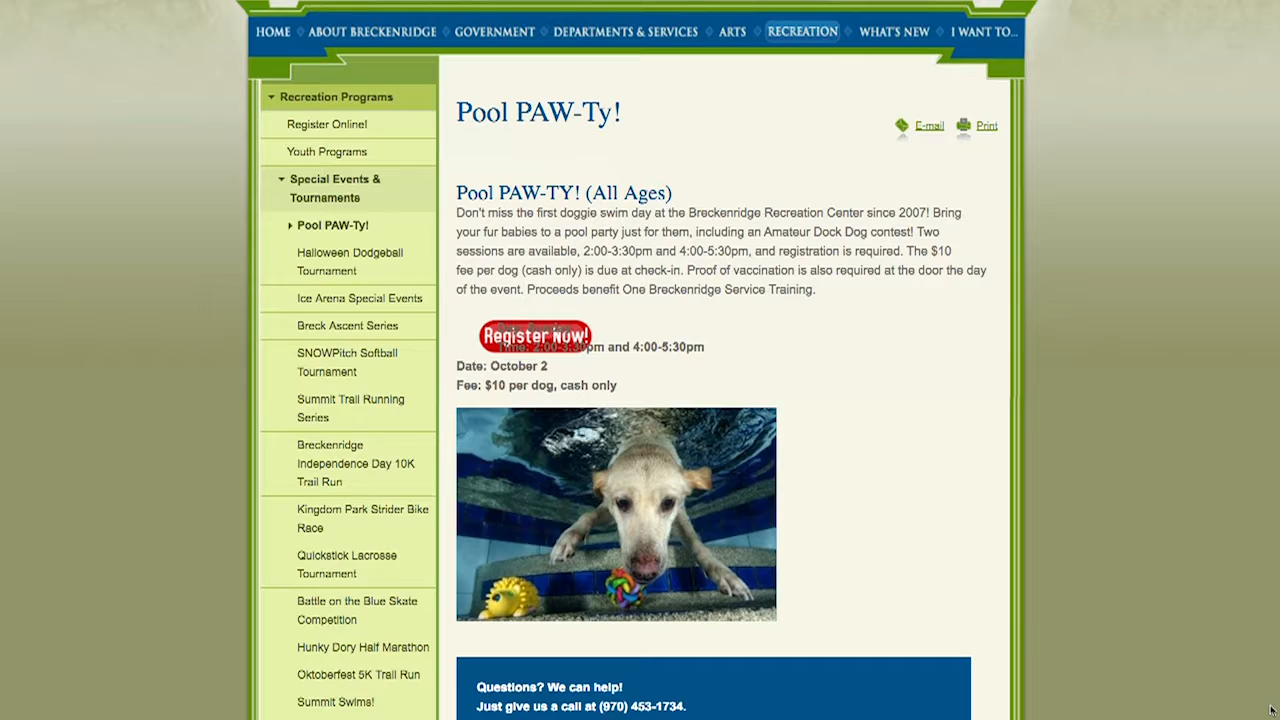 HOME ABOUT BRECKENRIDGE GOVERNMENT DEPARTMENTS & SERVICES ARTS RECREATION WHAT'S NEW I WANT TO...
Recreation Programs
Register Online!
Youth Programs
Special Events &
Tournaments
Pool PAW-Ty!
Halloween Dodgeball
Tournament
Ice Arena Special Events
Breck Ascent Series
SNOWPitch Softball
Tournament
Summit Trail Running
Series
Breckenridge
Independence Day 10K
Trail Run
Kingdom Park Strider Bike
Race
Quickstick Lacrosse
Tournament
Battle on the Blue Skate
Competition
Hunky Dory Half Marathon
Oktoberfest 5K Trail Run
Summit Swims!
Pool PAW-Ty!
E-mail Print
Pool PAW-TY! (All Ages)
Don't miss the first doggie swim day at the Breckenridge Recreation Center since 2007! Bring
your fur babies to a pool party just for them, including an Amateur Dock Dog contest! Two
sessions are available, 2:00-3:30pm and 4:00-5:30pm, and registration is required. The $10
fee per dog (cash only) is due at check-in. Proof of vaccination is also required at the door the day
of the event. Proceeds benefit One Breckenridge Service Training.
Register Now!
Time: 2:00-3:30pm and 4:00-5:30pm
Date: October 2
Fee: $10 per dog, cash only
Questions? We can help!
Just give us a call at (970) 453-1734.